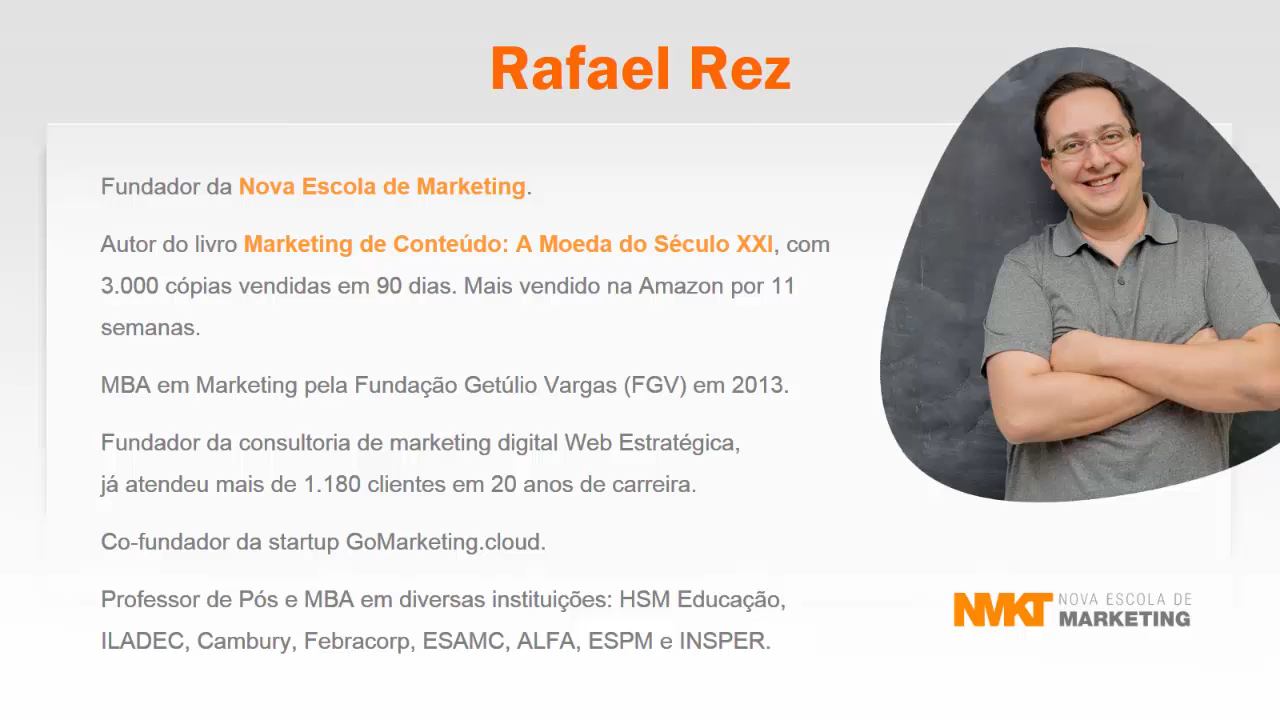 Rafael Rez
Fundador da Nova Escola de Marketing.
Autor do livro Marketing de Conteúdo: A Moeda do Século XXI, com
3.000 cópias vendidas em 90 dias. Mais vendido na Amazon por 11
semanas.
MBA em Marketing pela Fundação Getúlio Vargas (FGV) em 2013.
Fundador da consultoria de marketing digital Web Estratégica,
já atendeu mais de 1.180 clientes em 20 anos de carreira.
Co-fundador da startup GoMarketing.cloud.
Professor de Pós e MBA em diversas instituições: HSM Educação,
ILADEC, Cambury, Febracorp, ESAMC, ALFA, ESPM e INSPER.
NMKT NOVA ESCOLA DE
MARKETING